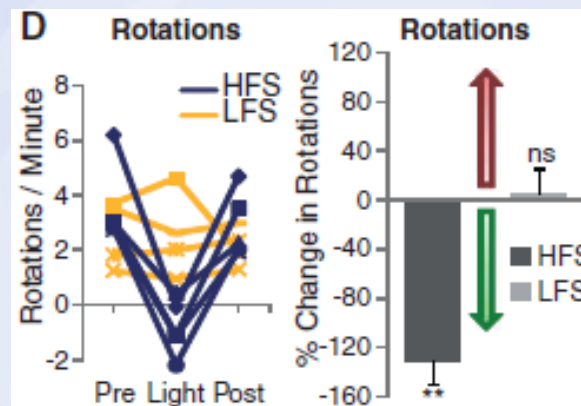 D Rotations
Rotations / Minute
8
6
4
2
0
-2
HFS
LFS
Pre Light Post
Rotations
% Change in Rotations
120
80
40
0
-40
-80
-120
-160
ns
**
HFS
LFS